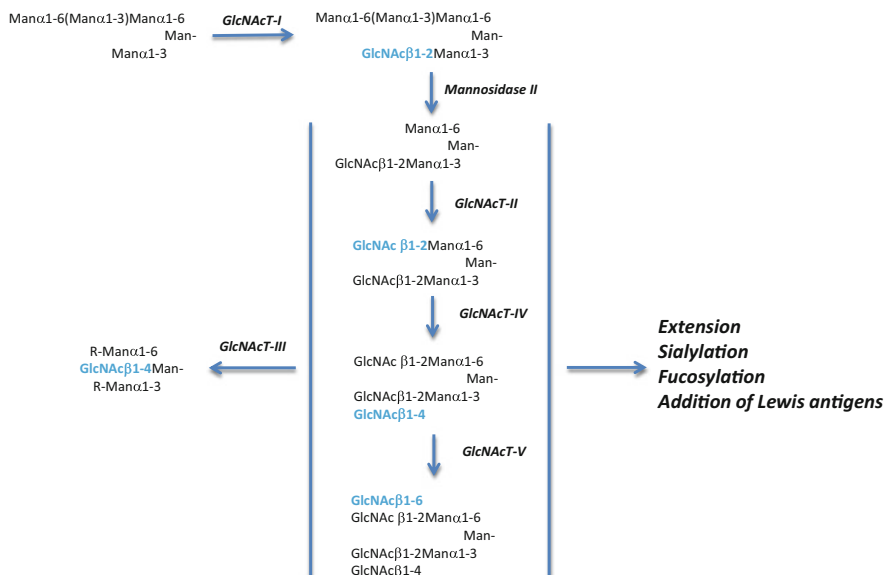 Manα1-6(Manα1-3)Manα1-6
Man-
Manα1-3
GlcNAcT-I
Manα1-6(Manα1-3)Manα1-6
Man-
GlcNAcβ1-2Manα1-3
Mannosidase II
Manα1-6
Man-
GlcNAcβ1-2Manα1-3
GlcNAcT-II
GlcNAc β1-2Manα1-6
Man-
GlcNAcβ1-2Manα1-3
GlcNAcT-IV
GlcNAc β1-2Manα1-6
Man-
GlcNAcβ1-2Manα1-3
GlcNAcβ1-4
GlcNAcT-V
GlcNAcβ1-6
GlcNAc β1-2Manα1-6
Man-
GlcNAcβ1-2Manα1-3
GlcNAcβ1-4
GlcNAcT-III
R-Manα1-6
GlcNAcβ1-4Man-
R-Manα1-3
Extension
Sialylation
Fucosylation
Addition of Lewis antigens